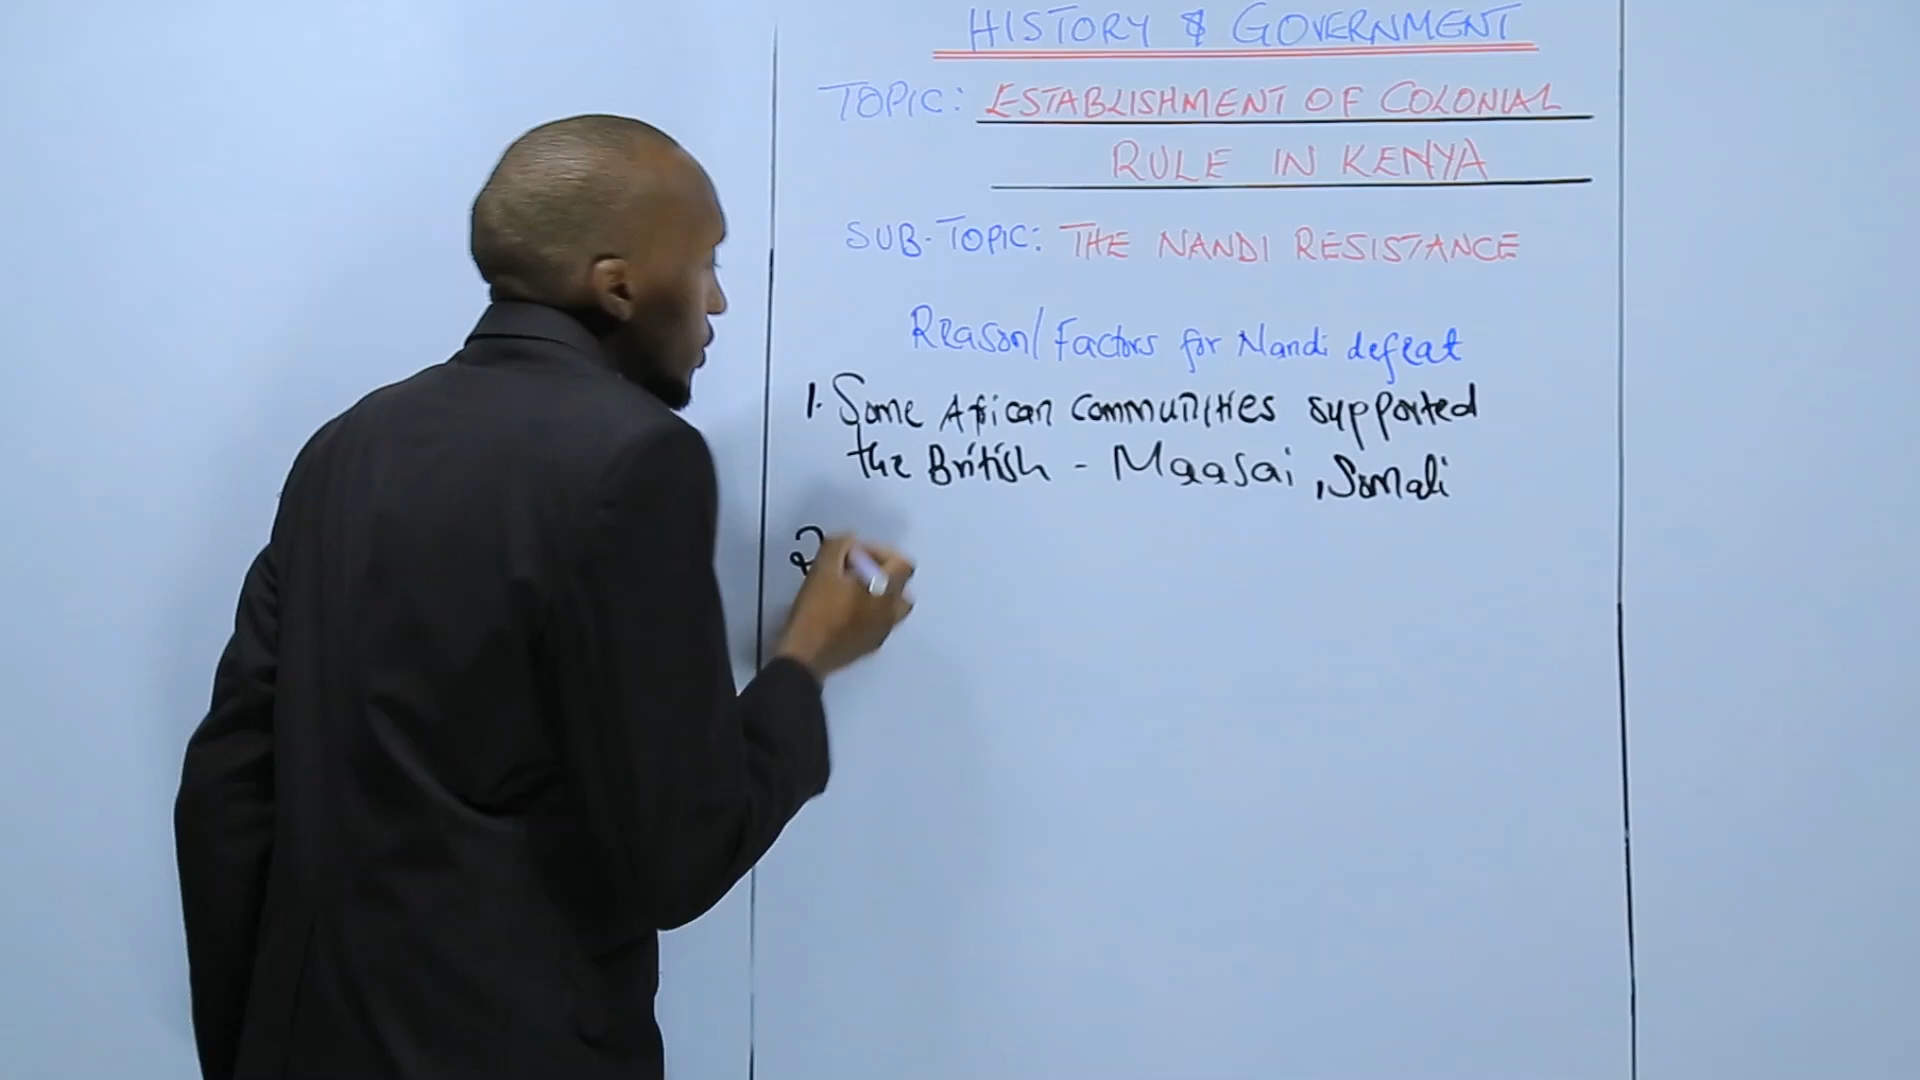 HISTORY & GOVERNMENT
TOPIC: ESTABLISHMENT OF COLONIAL
RULE IN KENYA
SUB-TOPIC: THE NANDI RESISTANCE
Reason/Factors for Nandi defeat
1. Some African Communities supported
the British - Maasai, Somali
2